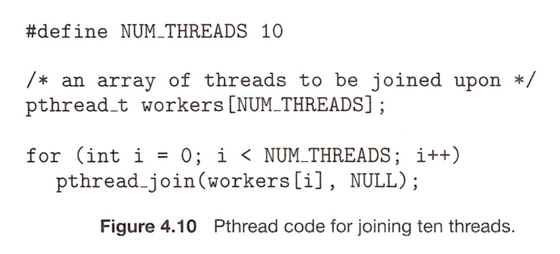 #define NUM_THREADS 10
/* an array of threads to be joined upon */
pthread_t workers[NUM_THREADS];
for (int i = 0; i < NUM_THREADS; i++)
pthread_join(workers[i], NULL);
Figure 4.10 Pthread code for joining ten threads.